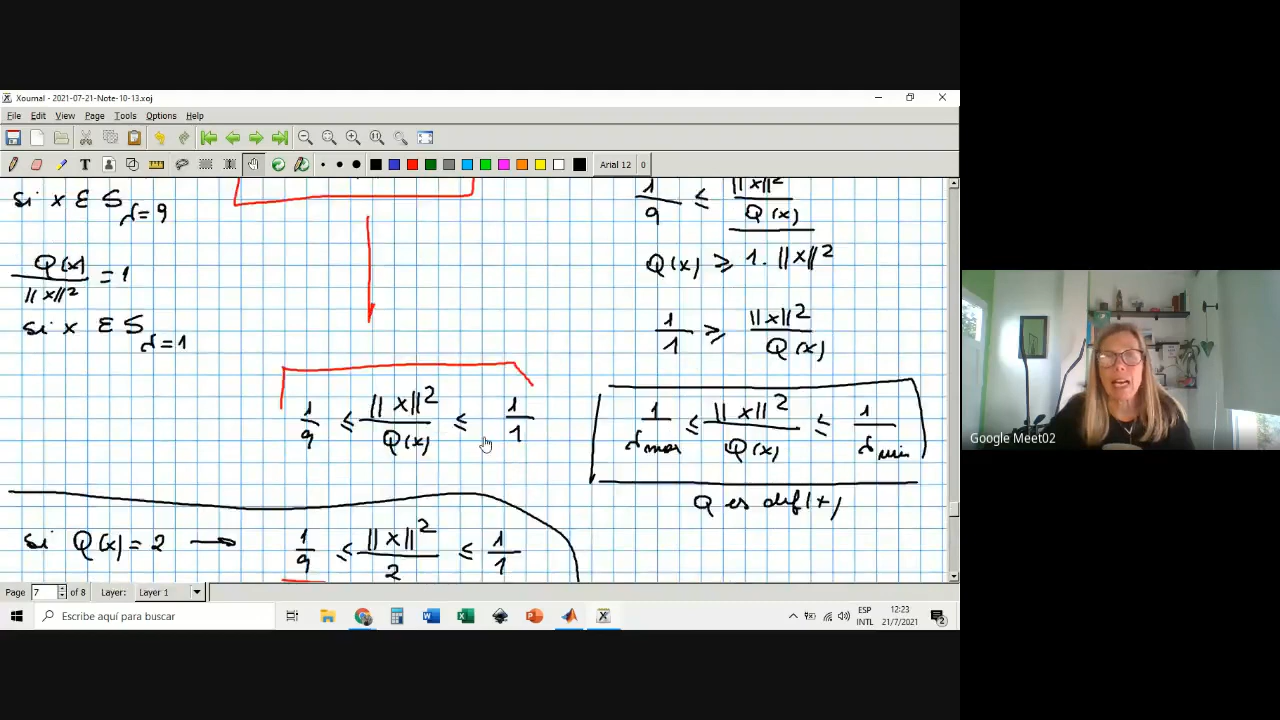 Xournal - 2021-07-21-Note-10-13.xoj
File Edit View Page Tools Options Help
Arial 12 0
si x ∈ S λ=9
Q(x) / ||x||² = 1
si x ∈ S λ=1
1/9 ≤ ||x||² / Q(x) ≤ 1/1
si Q(x) = 2 → 1/9 ≤ ||x||² / 2 ≤ 1/1
1/9 ≤ ||x||² / Q(x)
Q(x) ≥ 1. ||x||²
1/1 ≥ ||x||² / Q(x)
1/λmax ≤ ||x||² / Q(x) ≤ 1/λmin
Q es def(+)
Google Meet02
Page 7 of 8 Layer: Layer 1
Escribe aquí para buscar
ESP
INTL
12:23
21/7/2021
2